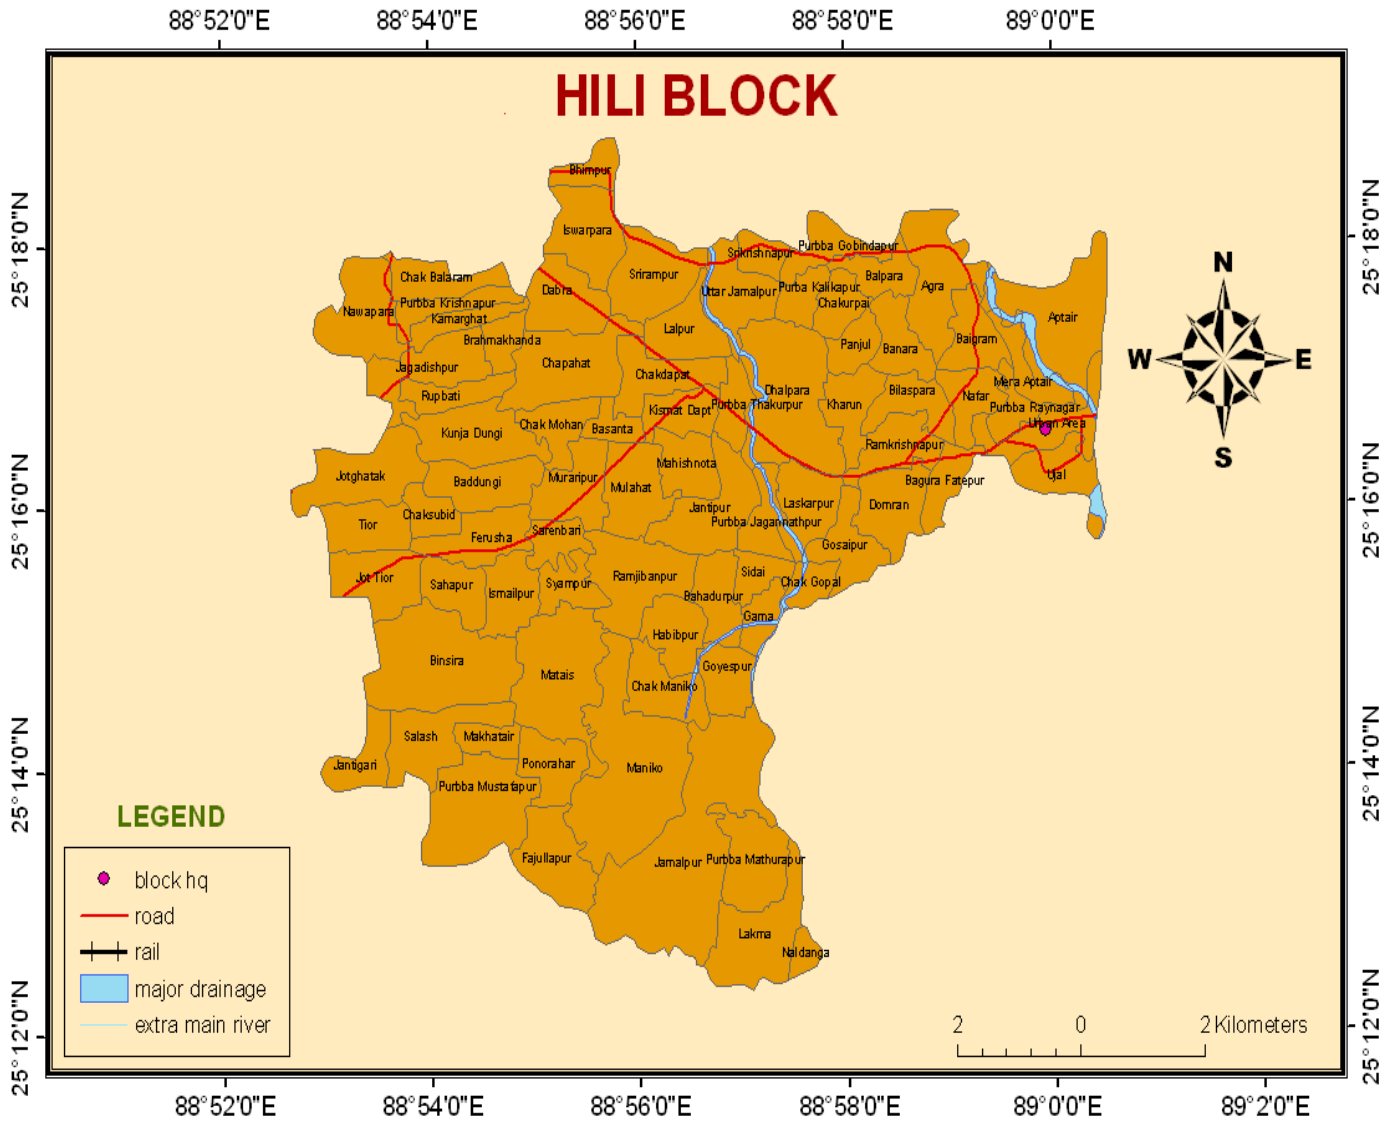 88°52'0"E
88°54'0"E
88°56'0"E
88°58'0"E
89°0'0"E
HILI BLOCK
Bhimpur
Iswarpara
25°18'0"N
25°18'0"N
Srikrishnapur
Purbba Gobindapur
Chak Balaram
Srirampur
Balpara
Agra
Dabra
Uttar Jamalpur
Purba Kalikapur
Chakurpai
Purbba Krishnapur
Nawapara
Kamarghat
Aptair
N
Lalpur
Brahmakhanda
Panjul
Banara
Baigram
W
E
Jagadishpur
Chapahat
Chakdapat
Mera Aptair
Rupbati
Dhalpara
Bilaspara
Nafar
Kismat Dapt
Purbba Thakurpur
Kharun
Purbba Raynagar
Urban Area
Kunja Dungi
Chak Mohan
Basanta
Ramkrishnapur
S
Jotghatak
Baddungi
Muraripur
Mahishnota
Mulahat
Bagura Fatepur
Ujal
25°16'0"N
25°16'0"N
Tior
Chaksubid
Jantipur
Laskarpur
Domran
Purbba Jagannathpur
Ferusha
Sarenbari
Gosaipur
Jot Tior
Sahapur
Ismailpur
Syampur
Ramjibanpur
Sidai
Chak Gopal
Bahadurpur
Gama
Habibpur
Binsira
Matais
Goyespur
Chak Maniko
25°14'0"N
25°14'0"N
Salash
Makhatair
Jantigari
Ponorahar
Maniko
Purbba Mustafapur
LEGEND
Fajullapur
Jamalpur
Purbba Mathurapur
block hq
road
Lakma
Naldanga
rail
major drainage
extra main river
2
0
2 Kilometers
25°12'0"N
25°12'0"N
88°52'0"E
88°54'0"E
88°56'0"E
88°58'0"E
89°0'0"E
89°2'0"E